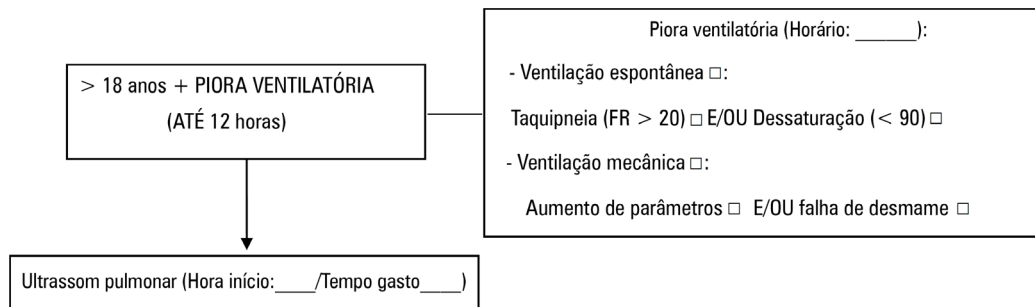 > 18 anos + PIORA VENTILATÓRIA
(ATÉ 12 horas)
Piora ventilatória (Horário: ______):
- Ventilação espontânea □:
Taquipneia (FR > 20) □ E/OU Dessaturação (< 90) □
- Ventilação mecânica □:
Aumento de parâmetros □ E/OU falha de desmame □
Ultrassom pulmonar (Hora início:____/Tempo gasto____)